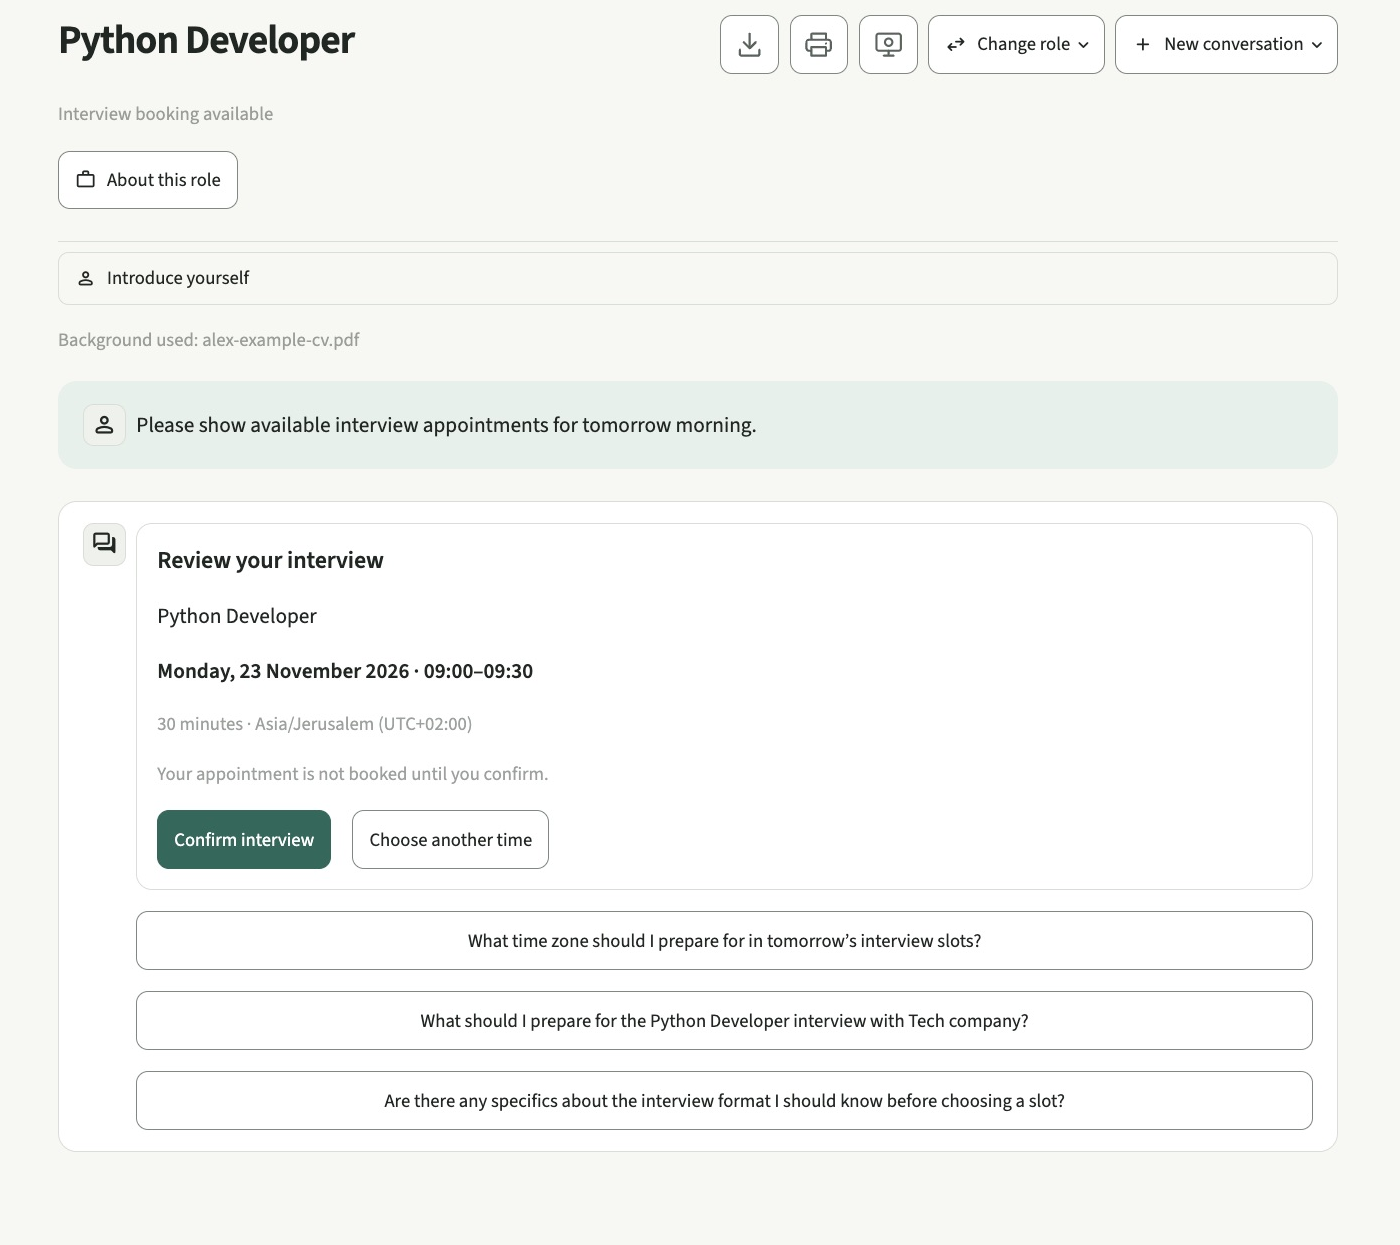 Python Developer
Change role
New conversation
Interview booking available
About this role
Introduce yourself
Background used: alex-example-cv.pdf
Please show available interview appointments for tomorrow morning.
Review your interview
Python Developer
Monday, 23 November 2026 · 09:00–09:30
30 minutes · Asia/Jerusalem (UTC+02:00)
Your appointment is not booked until you confirm.
Confirm interview
Choose another time
What time zone should I prepare for in tomorrow’s interview slots?
What should I prepare for the Python Developer interview with Tech company?
Are there any specifics about the interview format I should know before choosing a slot?